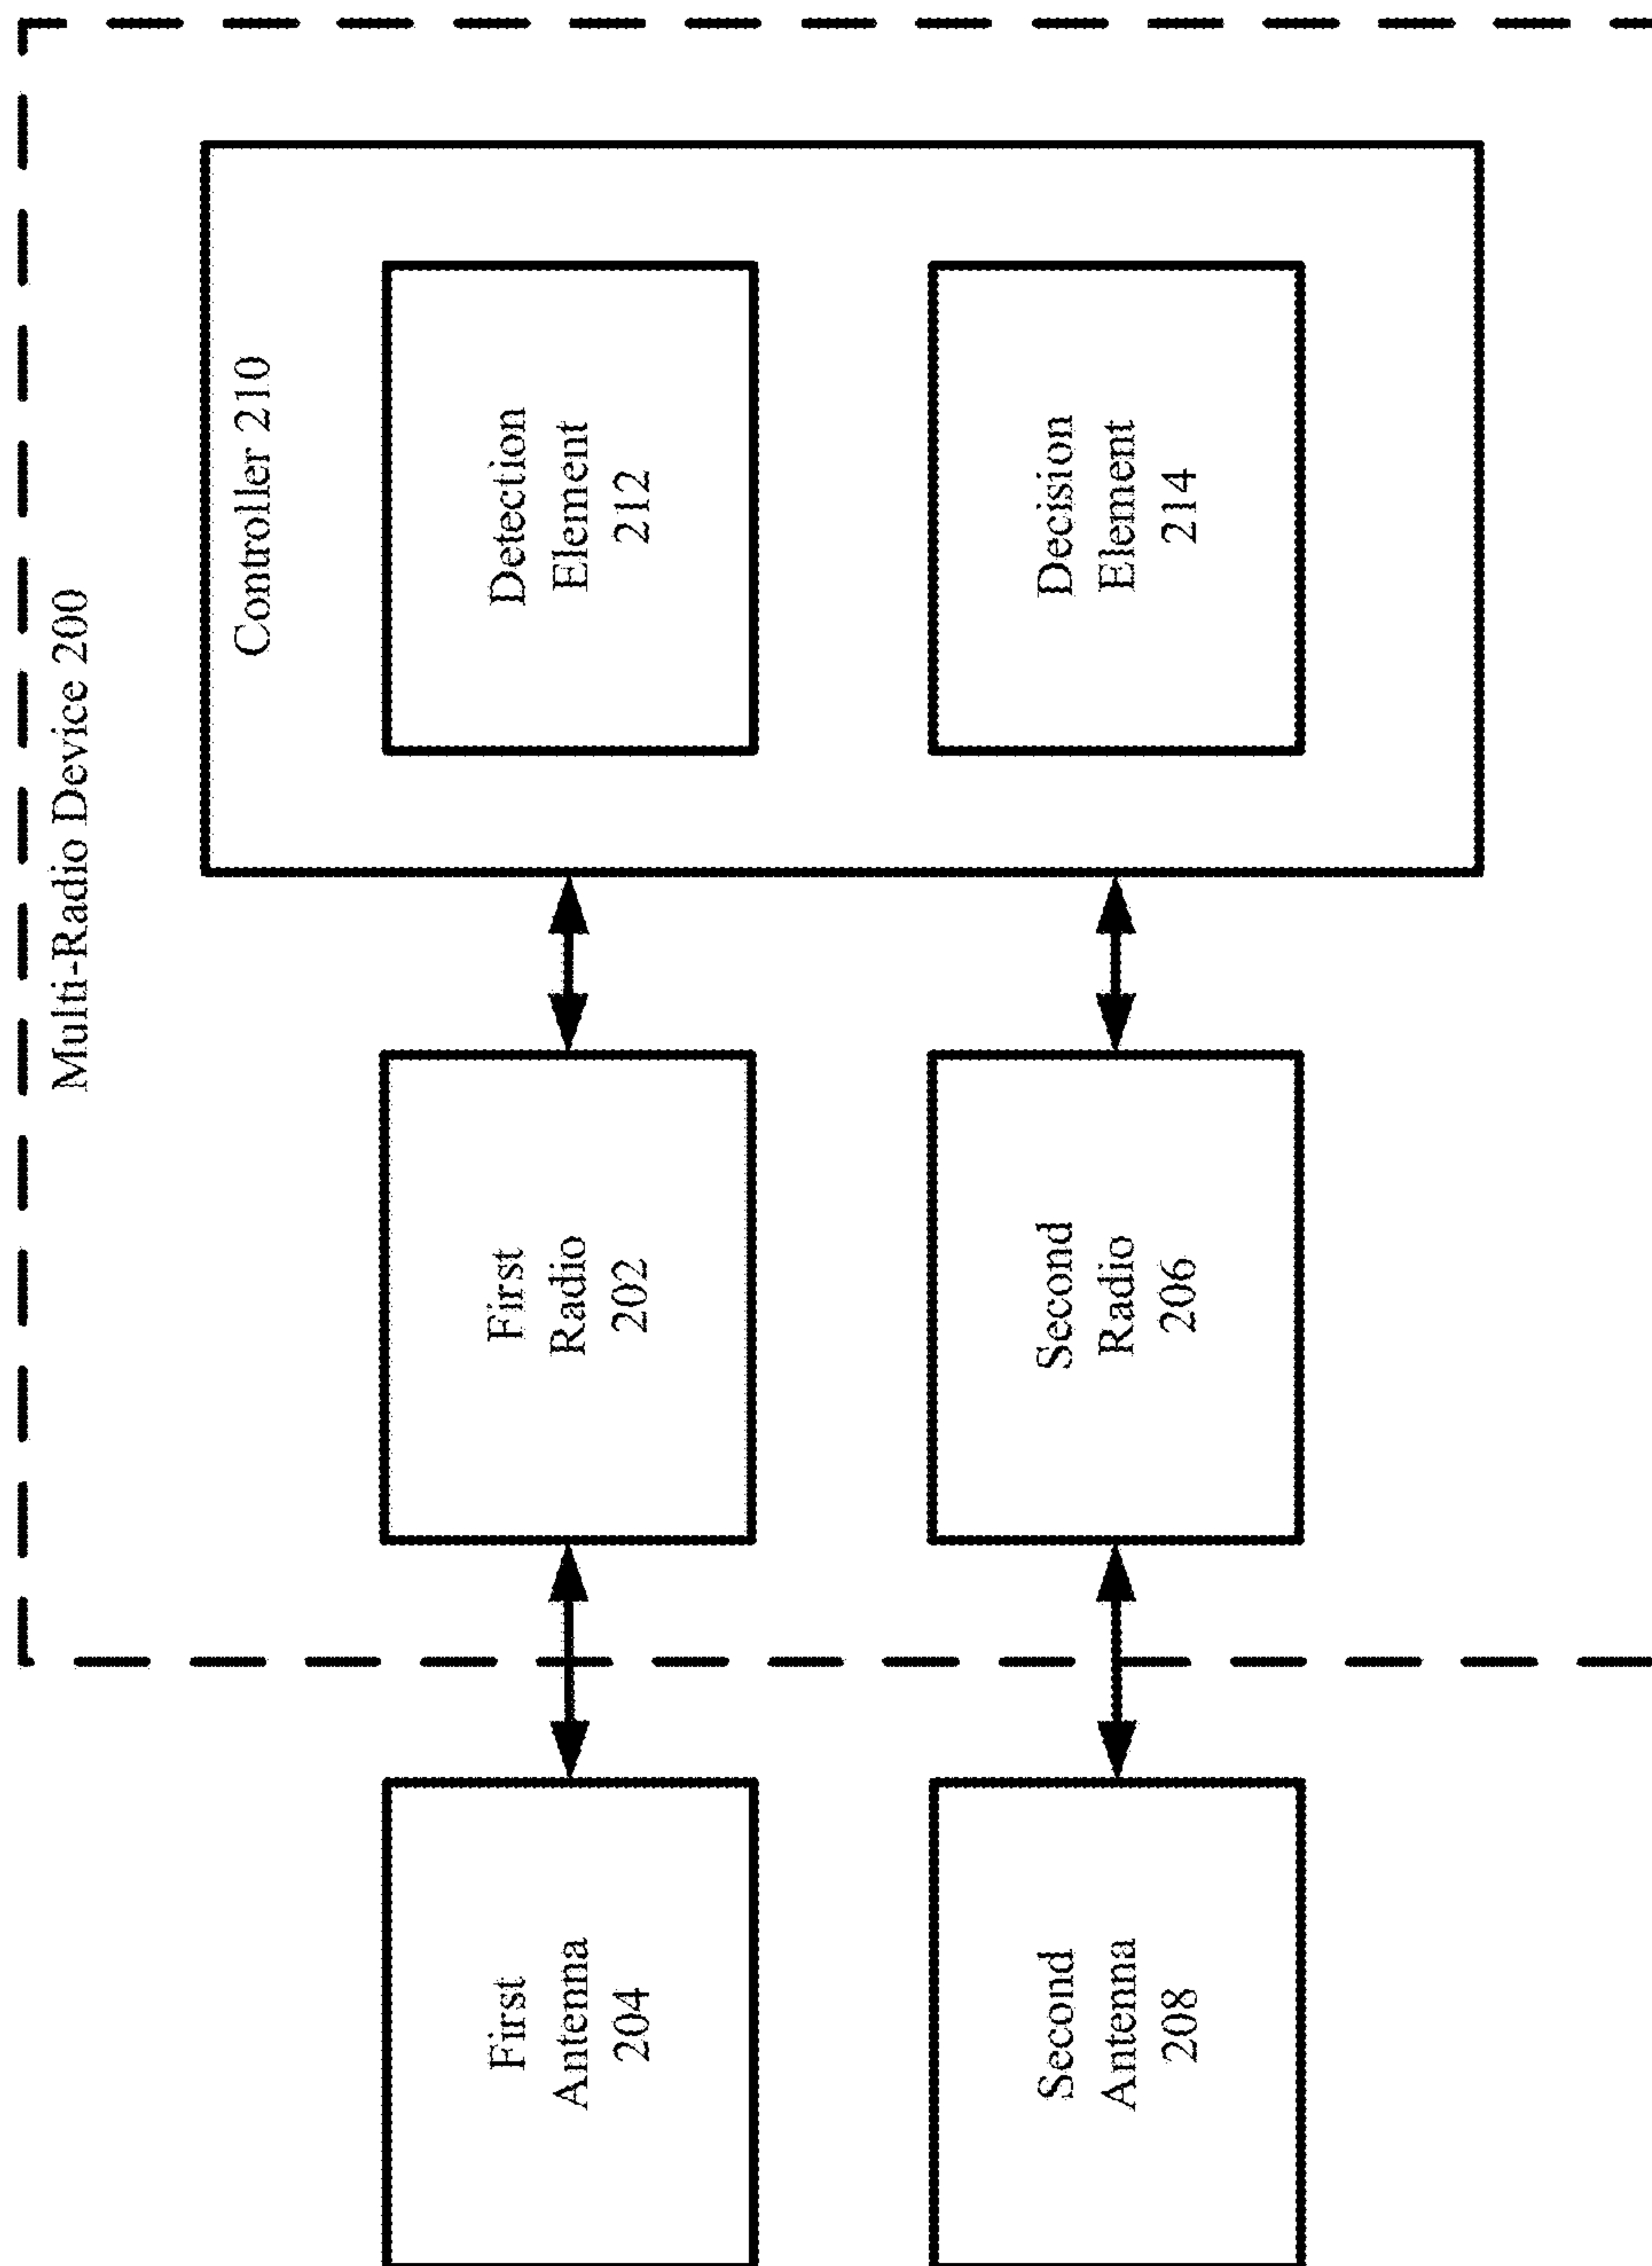 Multi-Radio Device 200
Controller 210
First
Antenna
204
First
Radio
202
Detection
Element
212
Second
Antenna
208
Second
Radio
206
Decision
Element
214